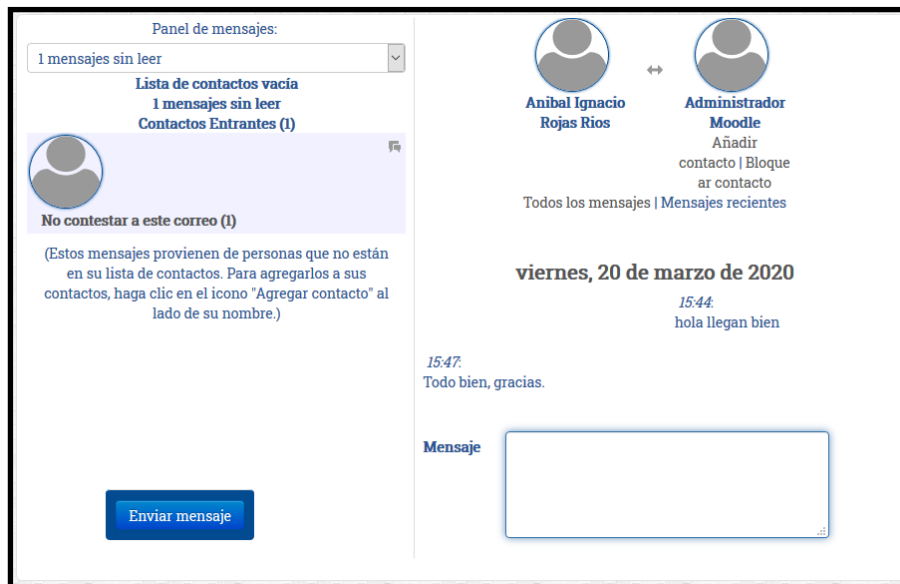 Panel de mensajes:
1 mensajes sin leer
Lista de contactos vacía
1 mensajes sin leer
Contactos Entrantes (1)
No contestar a este correo (1)
(Estos mensajes provienen de personas que no están
en su lista de contactos. Para agregarlos a sus
contactos, haga clic en el icono "Agregar contacto" al
lado de su nombre.)
Enviar mensaje
Anibal Ignacio
Rojas Rios
Administrador
Moodle
Añadir
contacto | Bloque
ar contacto
Todos los mensajes | Mensajes recientes
viernes, 20 de marzo de 2020
15:44:
hola llegan bien
15:47:
Todo bien, gracias.
Mensaje